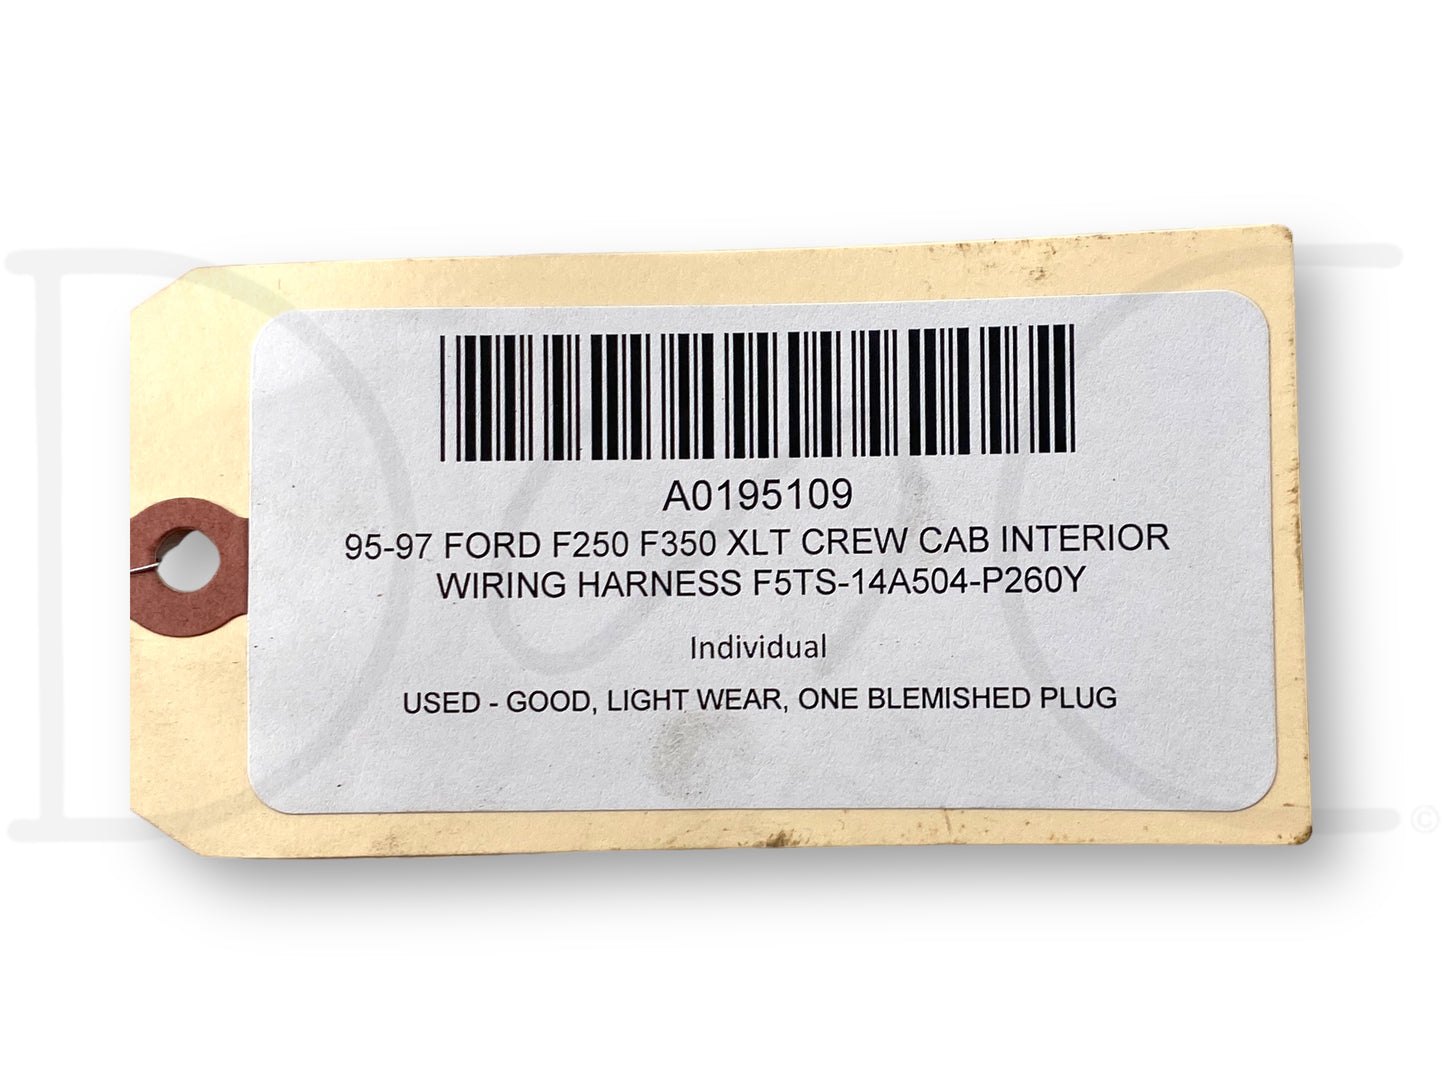 A0195109
95-97 FORD F250 F350 XLT CREW CAB INTERIOR
WIRING HARNESS F5TS-14A504-P260Y
Individual
USED - GOOD, LIGHT WEAR, ONE BLEMISHED PLUG
©